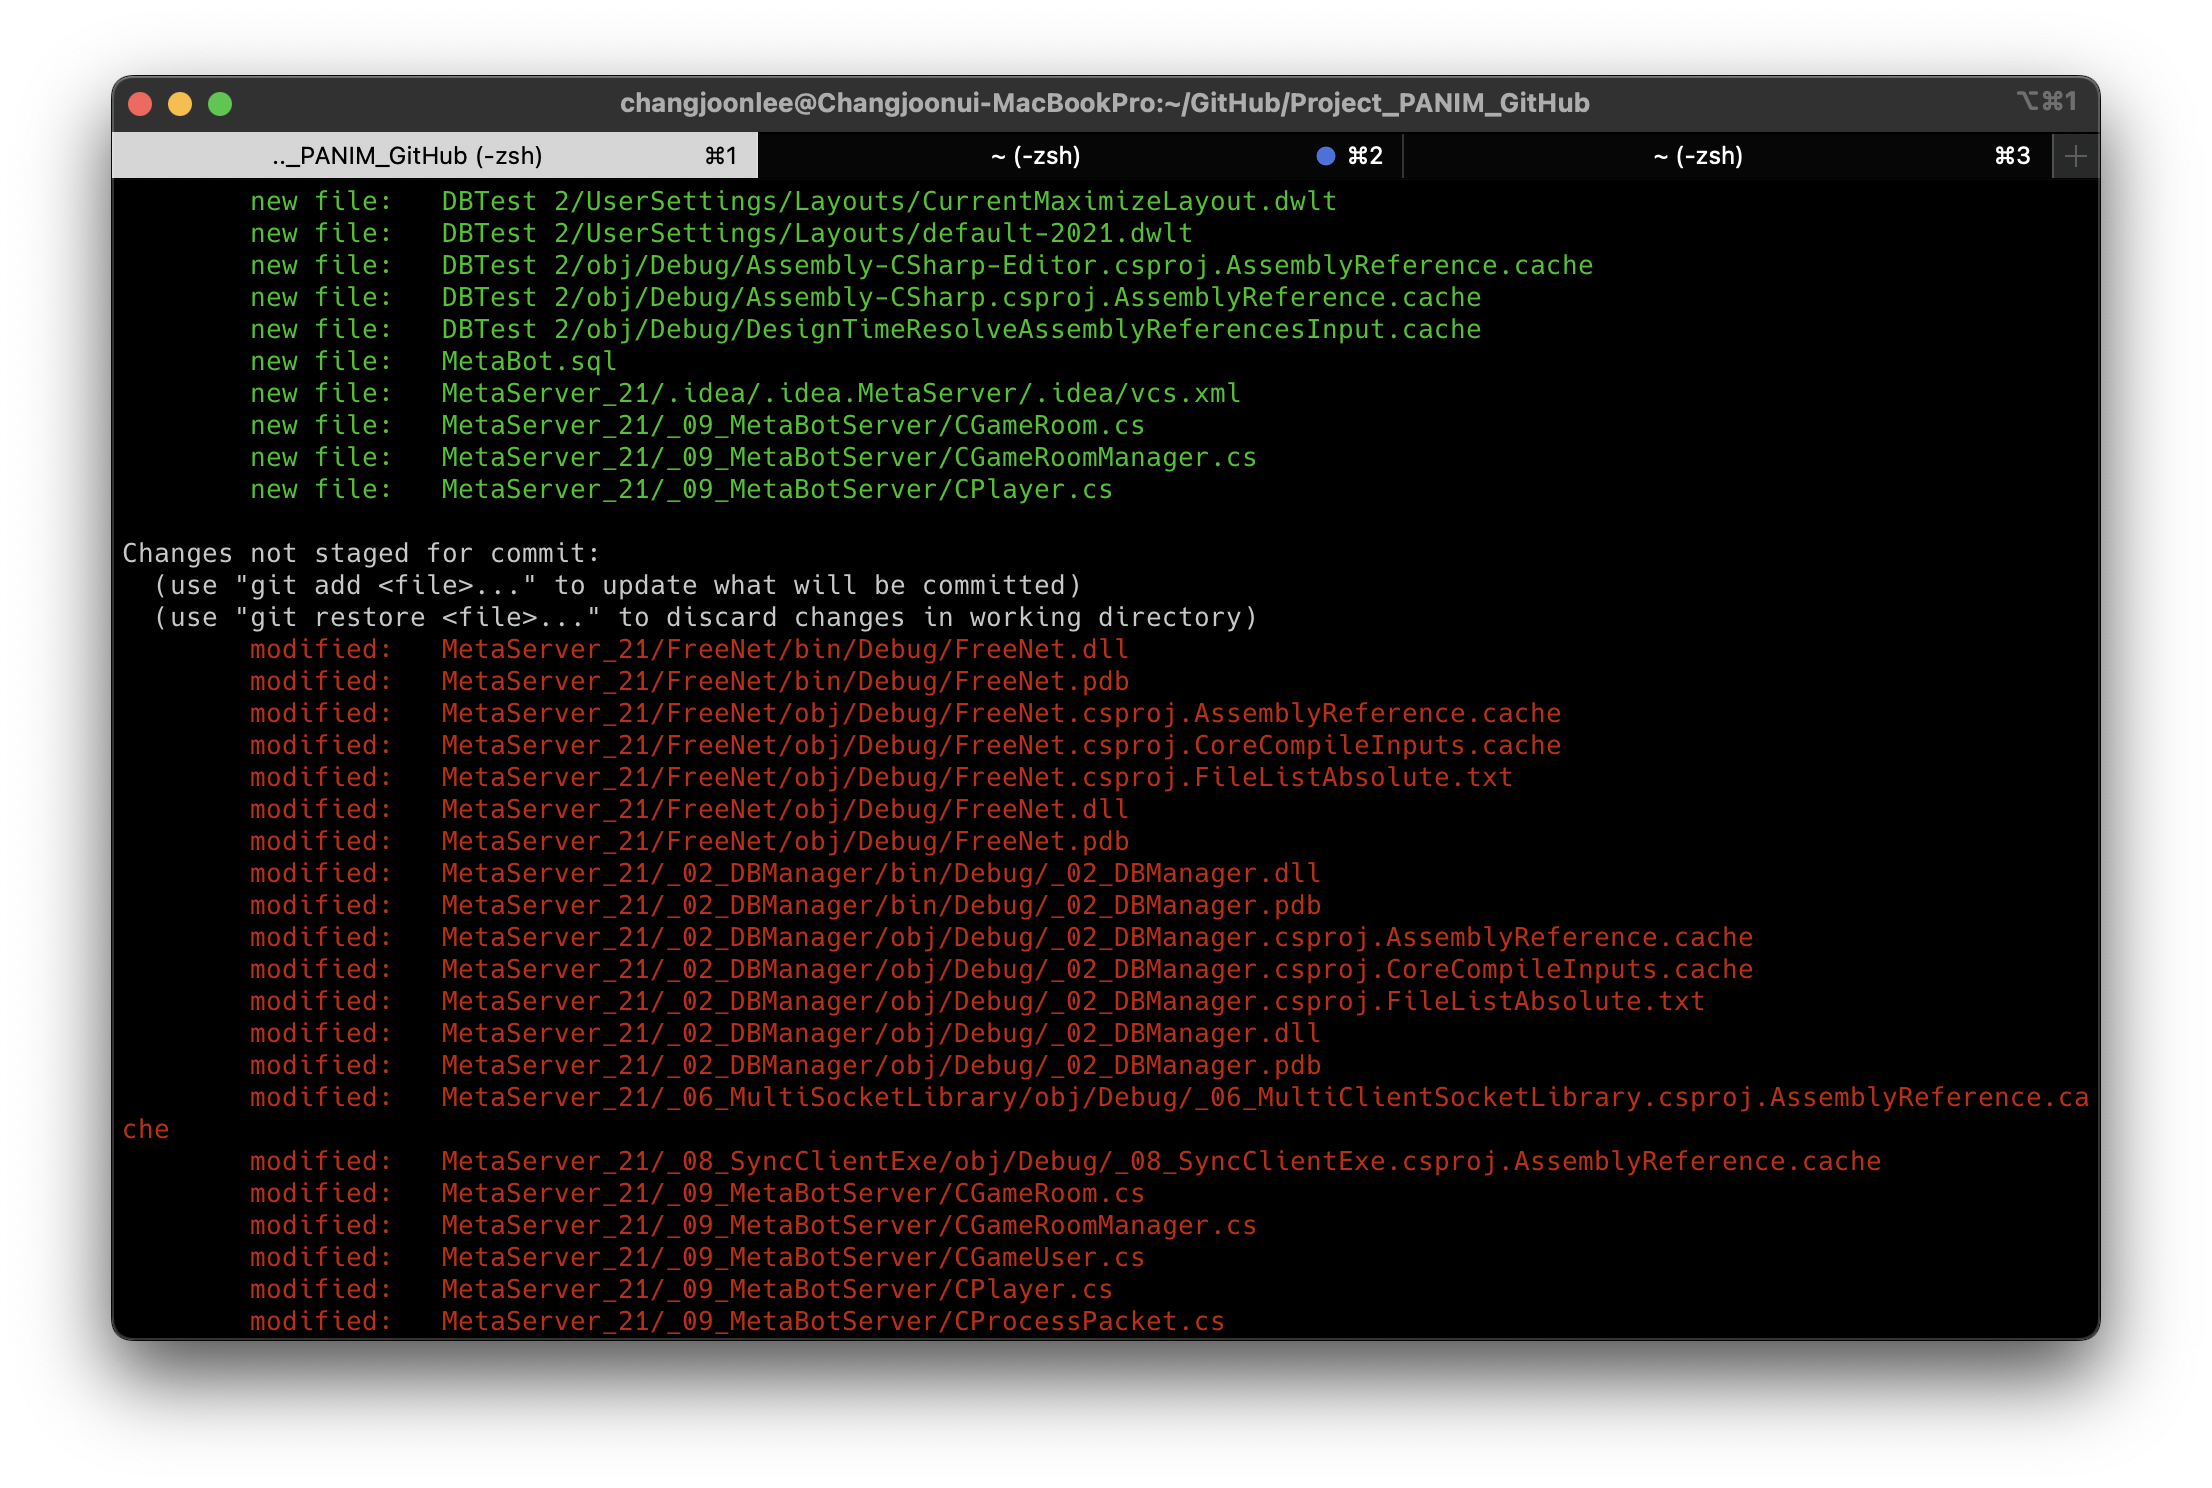 changjoonlee@Changjoonui-MacBookPro:~/GitHub/Project_PANIM_GitHub ⌥⌘1
.._PANIM_GitHub (-zsh) ⌘1 ~ (-zsh) ⌘2 ~ (-zsh) ⌘3
new file: DBTest 2/UserSettings/Layouts/CurrentMaximizeLayout.dwlt
new file: DBTest 2/UserSettings/Layouts/default-2021.dwlt
new file: DBTest 2/obj/Debug/Assembly-CSharp-Editor.csproj.AssemblyReference.cache
new file: DBTest 2/obj/Debug/Assembly-CSharp.csproj.AssemblyReference.cache
new file: DBTest 2/obj/Debug/DesignTimeResolveAssemblyReferencesInput.cache
new file: MetaBot.sql
new file: MetaServer_21/.idea/.idea.MetaServer/.idea/vcs.xml
new file: MetaServer_21/_09_MetaBotServer/CGameRoom.cs
new file: MetaServer_21/_09_MetaBotServer/CGameRoomManager.cs
new file: MetaServer_21/_09_MetaBotServer/CPlayer.cs
Changes not staged for commit:
(use "git add <file>..." to update what will be committed)
(use "git restore <file>..." to discard changes in working directory)
modified: MetaServer_21/FreeNet/bin/Debug/FreeNet.dll
modified: MetaServer_21/FreeNet/bin/Debug/FreeNet.pdb
modified: MetaServer_21/FreeNet/obj/Debug/FreeNet.csproj.AssemblyReference.cache
modified: MetaServer_21/FreeNet/obj/Debug/FreeNet.csproj.CoreCompileInputs.cache
modified: MetaServer_21/FreeNet/obj/Debug/FreeNet.csproj.FileListAbsolute.txt
modified: MetaServer_21/FreeNet/obj/Debug/FreeNet.dll
modified: MetaServer_21/FreeNet/obj/Debug/FreeNet.pdb
modified: MetaServer_21/_02_DBManager/bin/Debug/_02_DBManager.dll
modified: MetaServer_21/_02_DBManager/bin/Debug/_02_DBManager.pdb
modified: MetaServer_21/_02_DBManager/obj/Debug/_02_DBManager.csproj.AssemblyReference.cache
modified: MetaServer_21/_02_DBManager/obj/Debug/_02_DBManager.csproj.CoreCompileInputs.cache
modified: MetaServer_21/_02_DBManager/obj/Debug/_02_DBManager.csproj.FileListAbsolute.txt
modified: MetaServer_21/_02_DBManager/obj/Debug/_02_DBManager.dll
modified: MetaServer_21/_02_DBManager/obj/Debug/_02_DBManager.pdb
modified: MetaServer_21/_06_MultiSocketLibrary/obj/Debug/_06_MultiClientSocketLibrary.csproj.AssemblyReference.ca
che
modified: MetaServer_21/_08_SyncClientExe/obj/Debug/_08_SyncClientExe.csproj.AssemblyReference.cache
modified: MetaServer_21/_09_MetaBotServer/CGameRoom.cs
modified: MetaServer_21/_09_MetaBotServer/CGameRoomManager.cs
modified: MetaServer_21/_09_MetaBotServer/CGameUser.cs
modified: MetaServer_21/_09_MetaBotServer/CPlayer.cs
modified: MetaServer_21/_09_MetaBotServer/CProcessPacket.cs